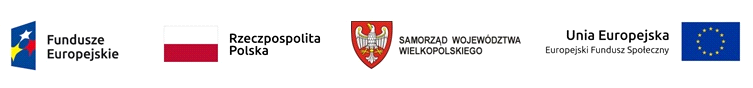 Fundusze
Europejskie
Rzeczpospolita
Polska
SAMORZĄD WOJEWÓDZTWA
WIELKOPOLSKIEGO
Unia Europejska
Europejski Fundusz Społeczny